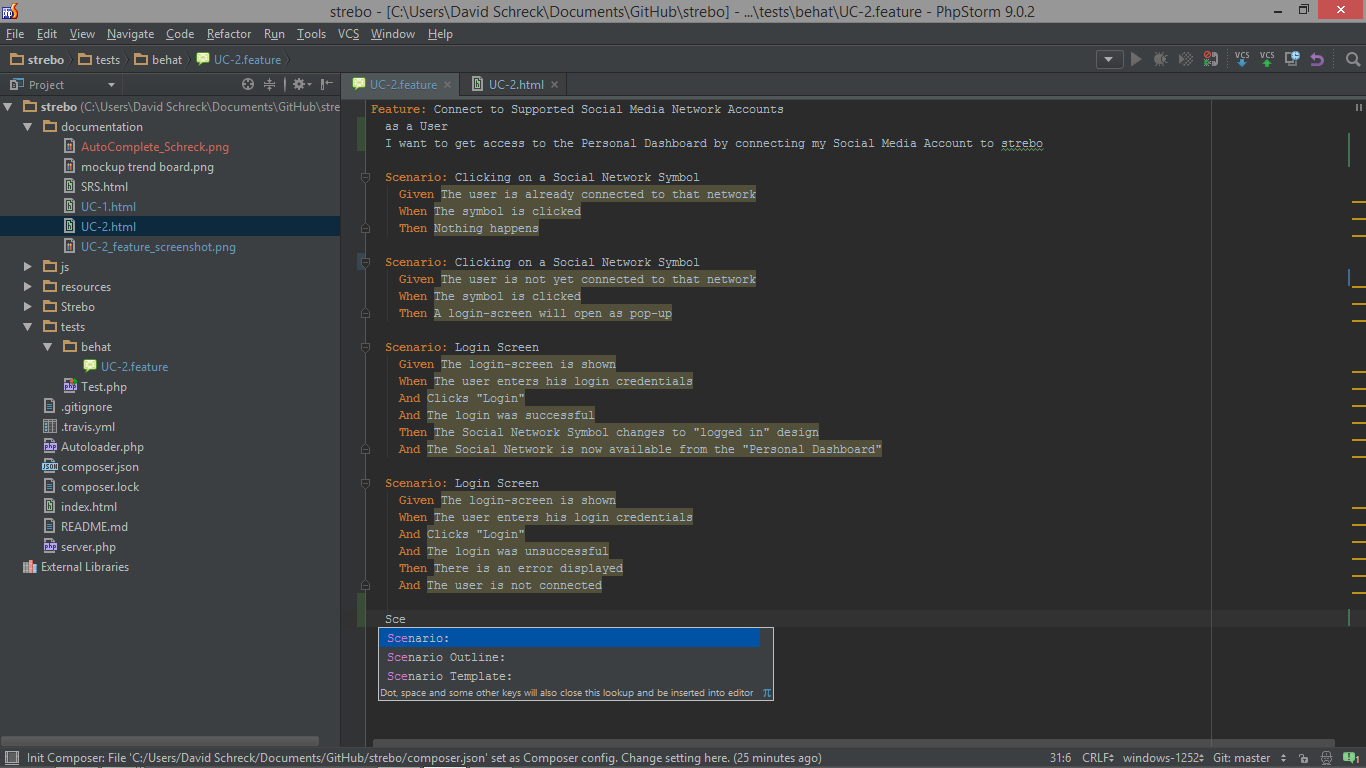 strebo - [C:\Users\David Schreck\Documents\GitHub\strebo] - ...\tests\behat\UC-2.feature - PhpStorm 9.0.2
File Edit View Navigate Code Refactor Run Tools VCS Window Help
strebo tests behat UC-2.feature
VCS VCS
Project
UC-2.feature UC-2.html
strebo (C:\Users\David Schreck\Documents\GitHub\stre
documentation
AutoComplete_Schreck.png
mockup trend board.png
SRS.html
UC-1.html
UC-2.html
UC-2_feature_screenshot.png
js
resources
Strebo
tests
behat
UC-2.feature
Test.php
.gitignore
.travis.yml
Autoloader.php
composer.json
composer.lock
index.html
README.md
server.php
External Libraries
Feature: Connect to Supported Social Media Network Accounts
as a User
I want to get access to the Personal Dashboard by connecting my Social Media Account to strebo
Scenario: Clicking on a Social Network Symbol
Given The user is already connected to that network
When The symbol is clicked
Then Nothing happens
Scenario: Clicking on a Social Network Symbol
Given The user is not yet connected to that network
When The symbol is clicked
Then A login-screen will open as pop-up
Scenario: Login Screen
Given The login-screen is shown
When The user enters his login credentials
And Clicks "Login"
And The login was successful
Then The Social Network Symbol changes to "logged in" design
And The Social Network is now available from the "Personal Dashboard"
Scenario: Login Screen
Given The login-screen is shown
When The user enters his login credentials
And Clicks "Login"
And The login was unsuccessful
Then There is an error displayed
And The user is not connected
Sce
Scenario:
Scenario Outline:
Scenario Template:
Dot, space and some other keys will also close this lookup and be inserted into editor π
Init Composer: File 'C:/Users/David Schreck/Documents/GitHub/strebo/composer.json' set as Composer config. Change setting here. (25 minutes ago) 31:6 CRLF windows-1252 Git: master 1